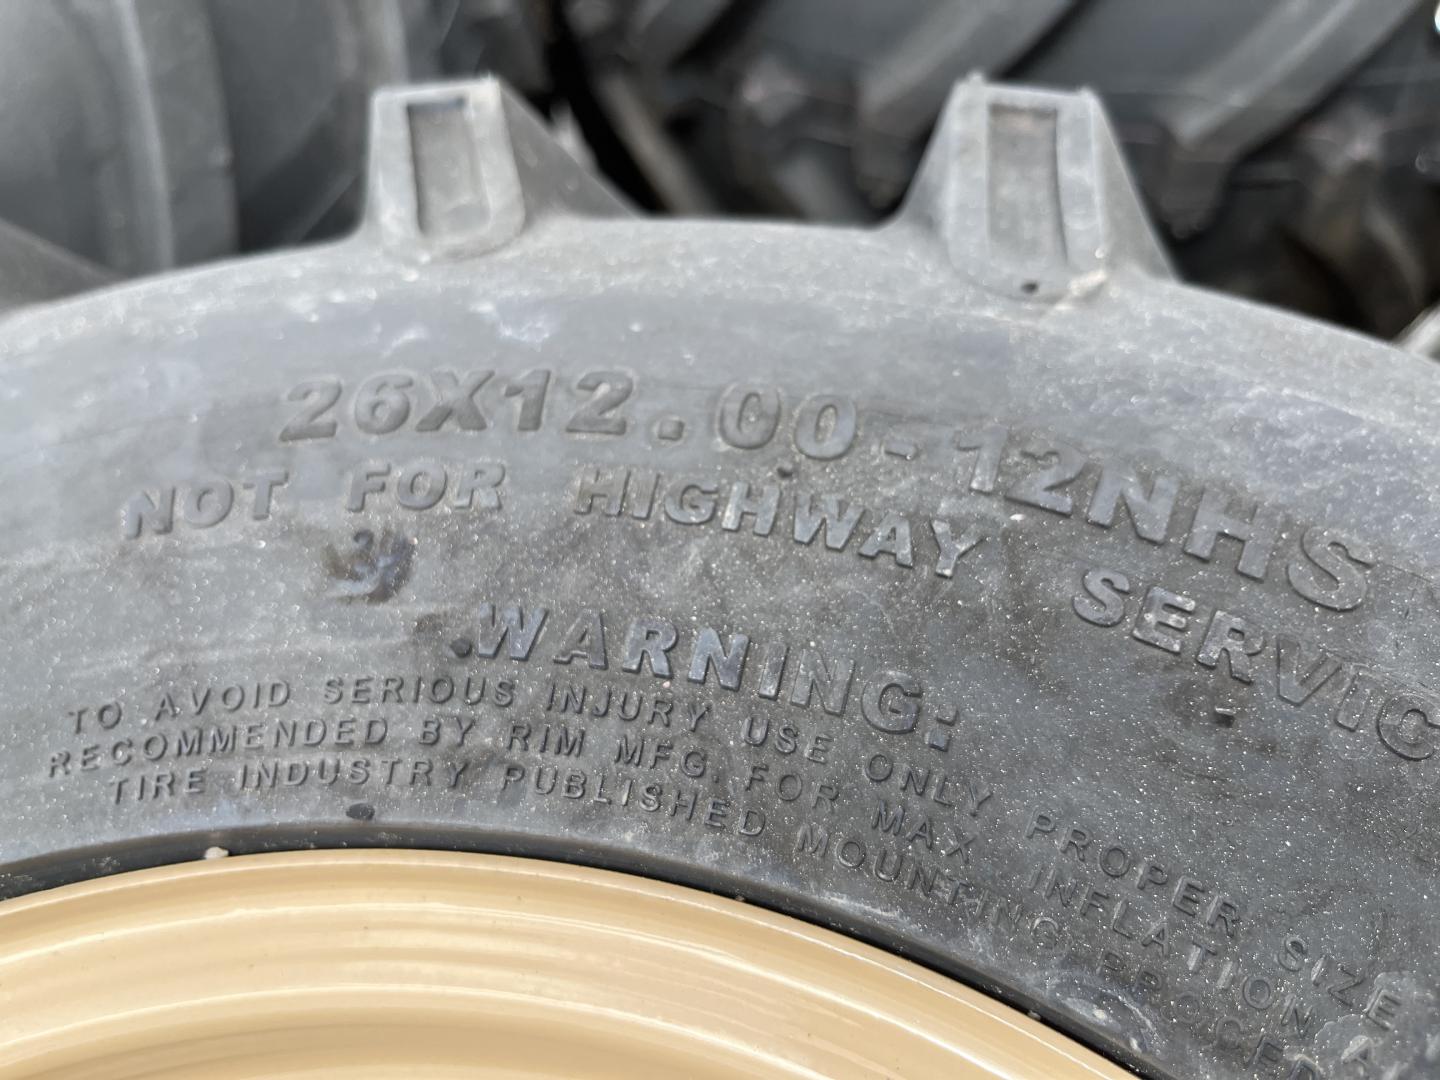 26X12.00-12NHS
NOT FOR HIGHWAY SERVIC
WARNING:
TO AVOID SERIOUS INJURY USE ONLY PROPER SIZE
RECOMMENDED BY RIM MFG. FOR MAX INFLATION A
TIRE INDUSTRY PUBLISHED MOUNTING PROCED